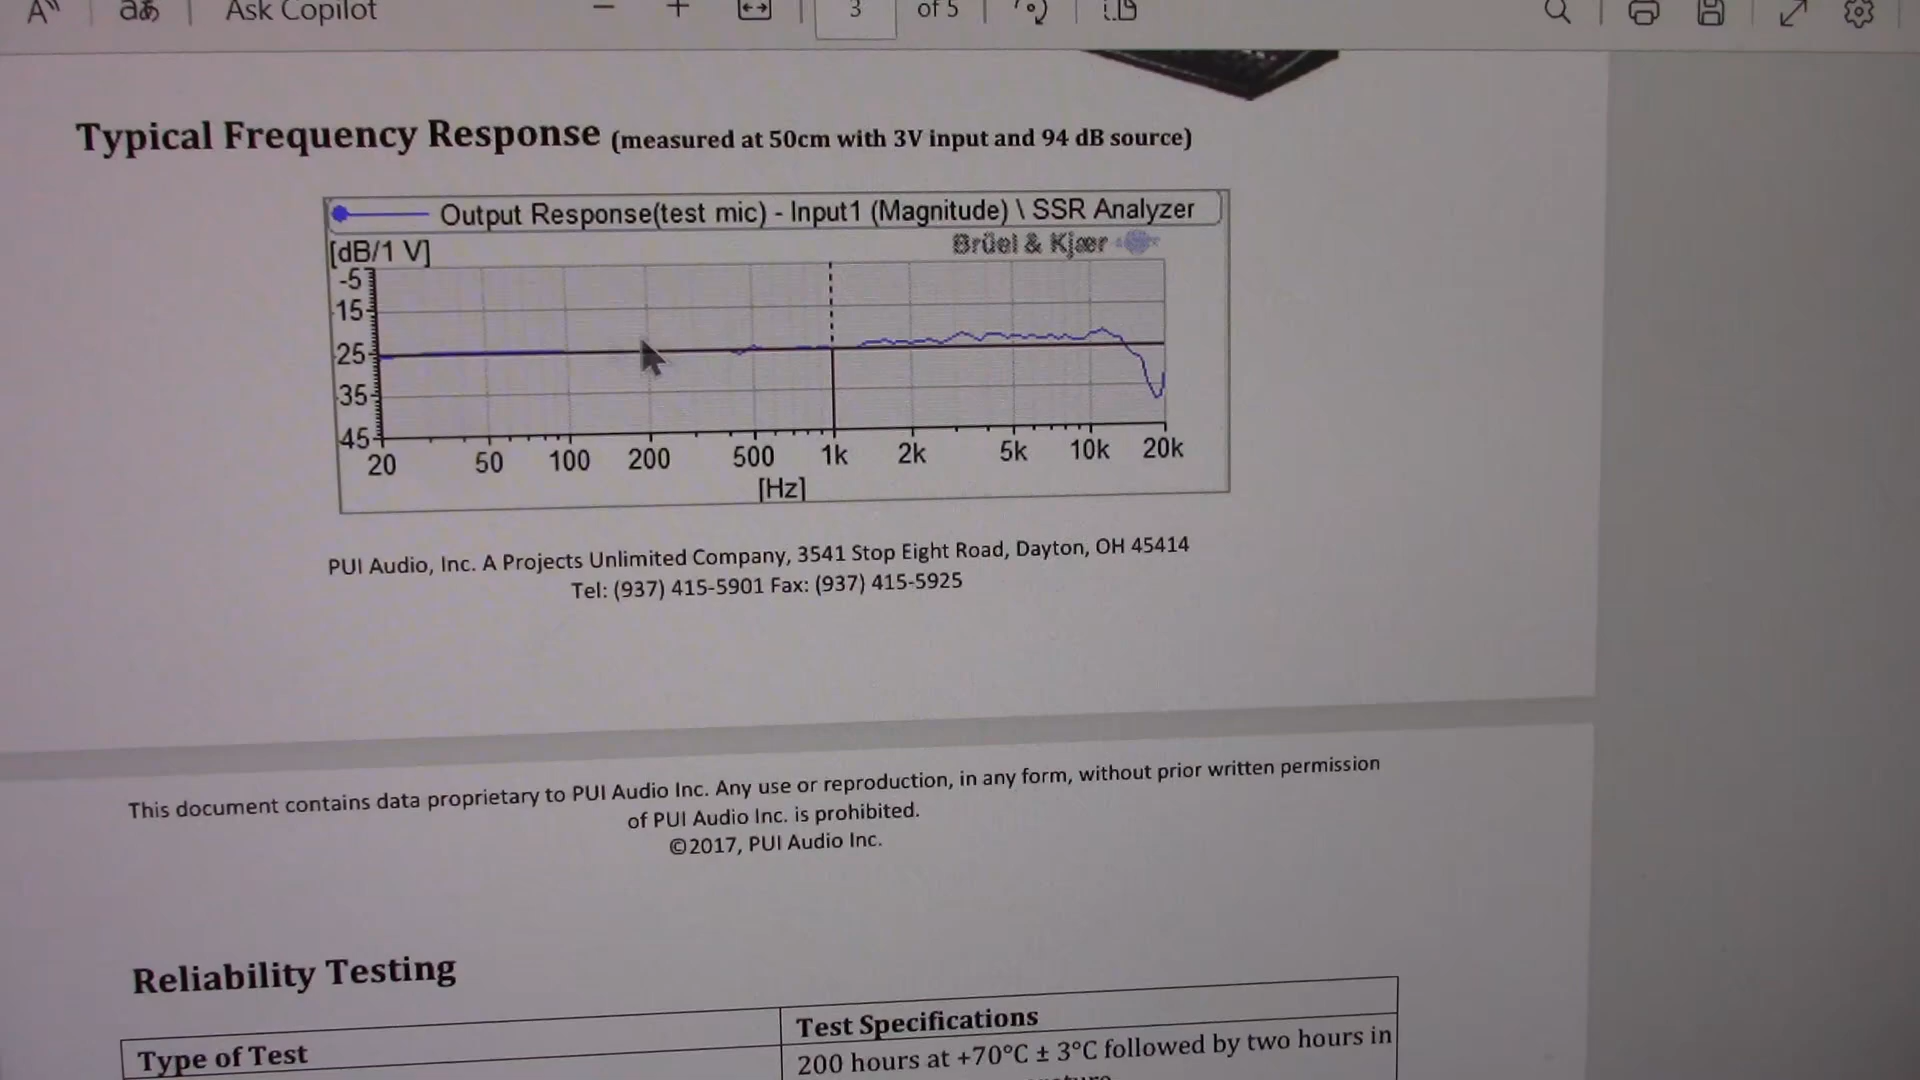 A aあ Ask Copilot 3 of 5
Typical Frequency Response (measured at 50cm with 3V input and 94 dB source)
Output Response(test mic) - Input1 (Magnitude) \ SSR Analyzer
[dB/1 V]
Brüel & Kjær
-5
15
25
35
45
20 50 100 200 500 1k 2k 5k 10k 20k
[Hz]
PUI Audio, Inc. A Projects Unlimited Company, 3541 Stop Eight Road, Dayton, OH 45414
Tel: (937) 415-5901 Fax: (937) 415-5925
This document contains data proprietary to PUI Audio Inc. Any use or reproduction, in any form, without prior written permission
of PUI Audio Inc. is prohibited.
©2017, PUI Audio Inc.
Reliability Testing
Type of Test Test Specifications
200 hours at +70°C ± 3°C followed by two hours in